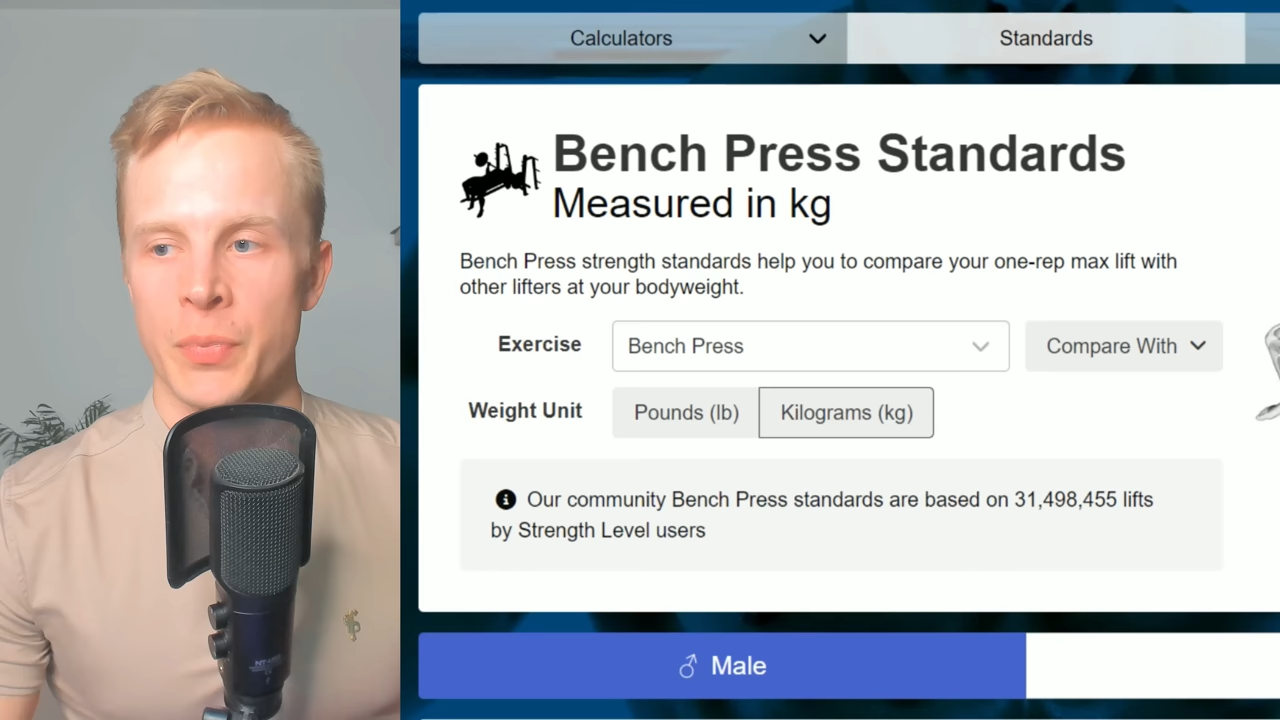 Calculators
Standards
Bench Press Standards
Measured in kg
Bench Press strength standards help you to compare your one-rep max lift with
other lifters at your bodyweight.
Exercise
Bench Press
Compare With
Weight Unit
Pounds (lb)
Kilograms (kg)
Our community Bench Press standards are based on 31,498,455 lifts
by Strength Level users
Male